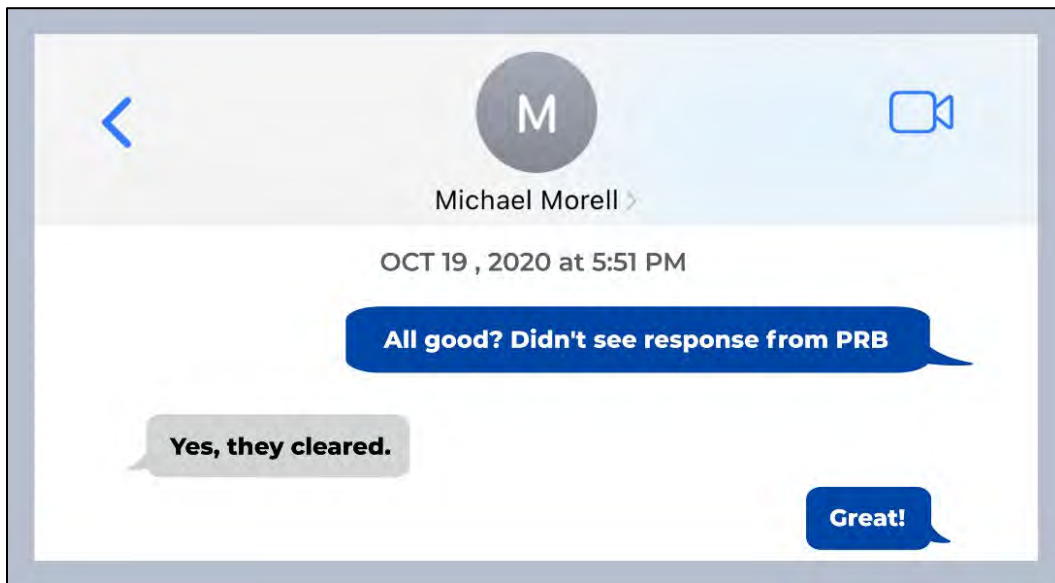 M
Michael Morell
OCT 19 , 2020 at 5:51 PM
All good? Didn't see response from PRB
Yes, they cleared.
Great!